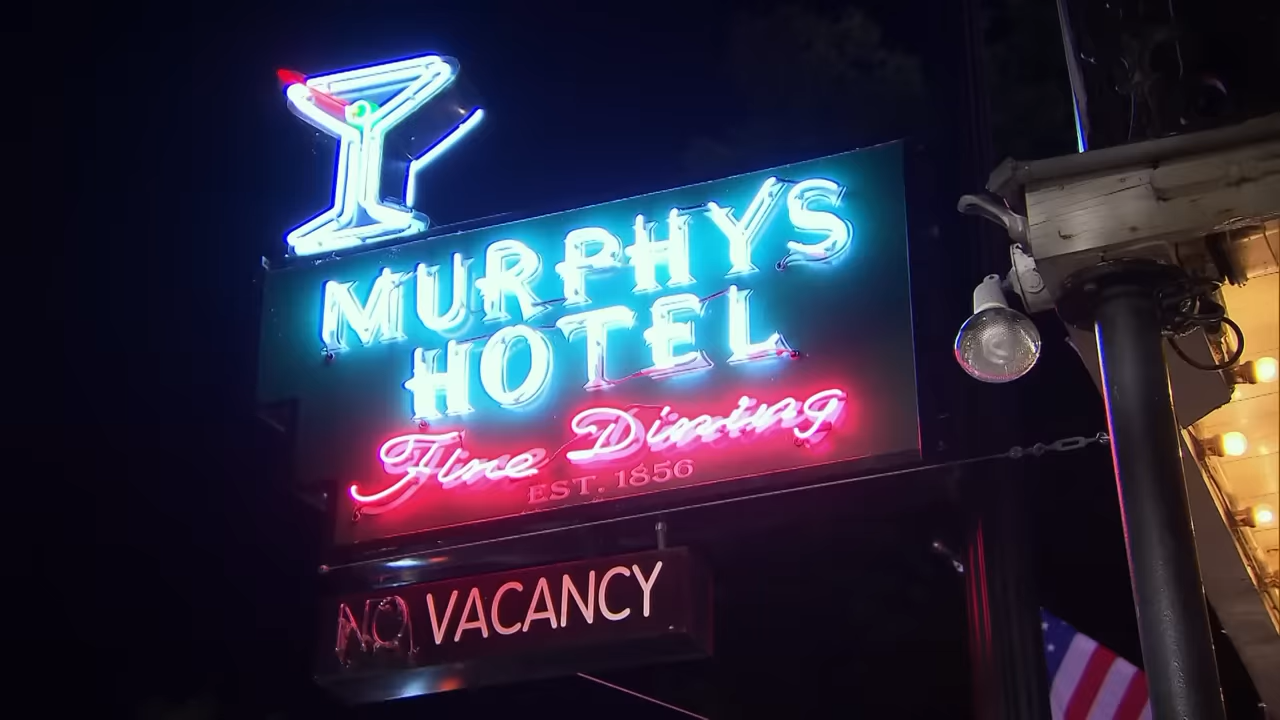 MURPHYS
HOTEL
Fine Dining
EST. 1856
NO VACANCY